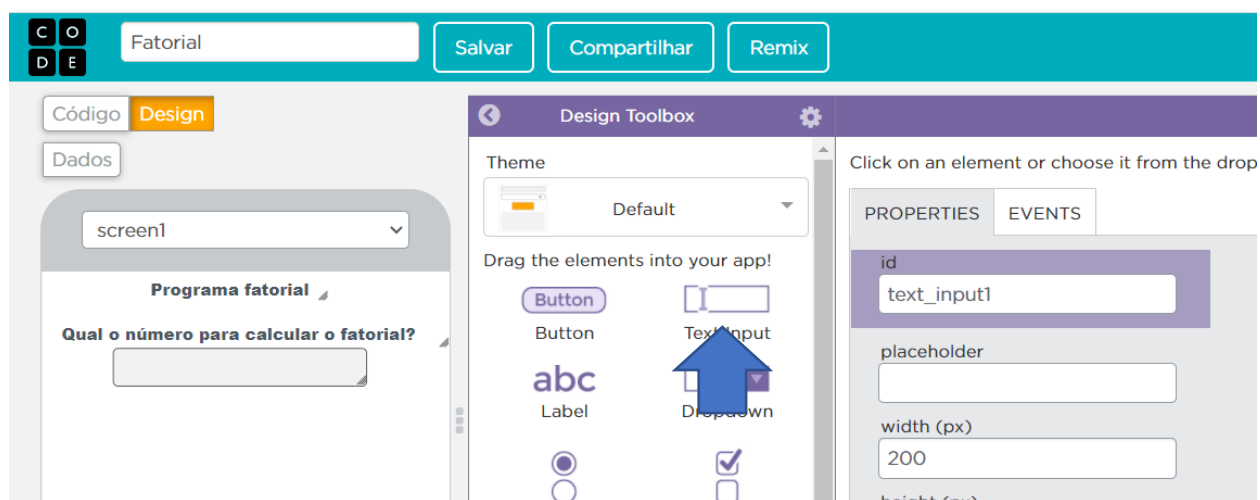 CO
DE
Fatorial
Salvar
Compartilhar
Remix
Código
Design
Dados
screen1
Programa fatorial
Qual o número para calcular o fatorial?
Design Toolbox
Theme
Default
Drag the elements into your app!
Button
Button
Text Input
abc
Label
Dropdown
Click on an element or choose it from the drop
PROPERTIES
EVENTS
id
text_input1
placeholder
width (px)
200